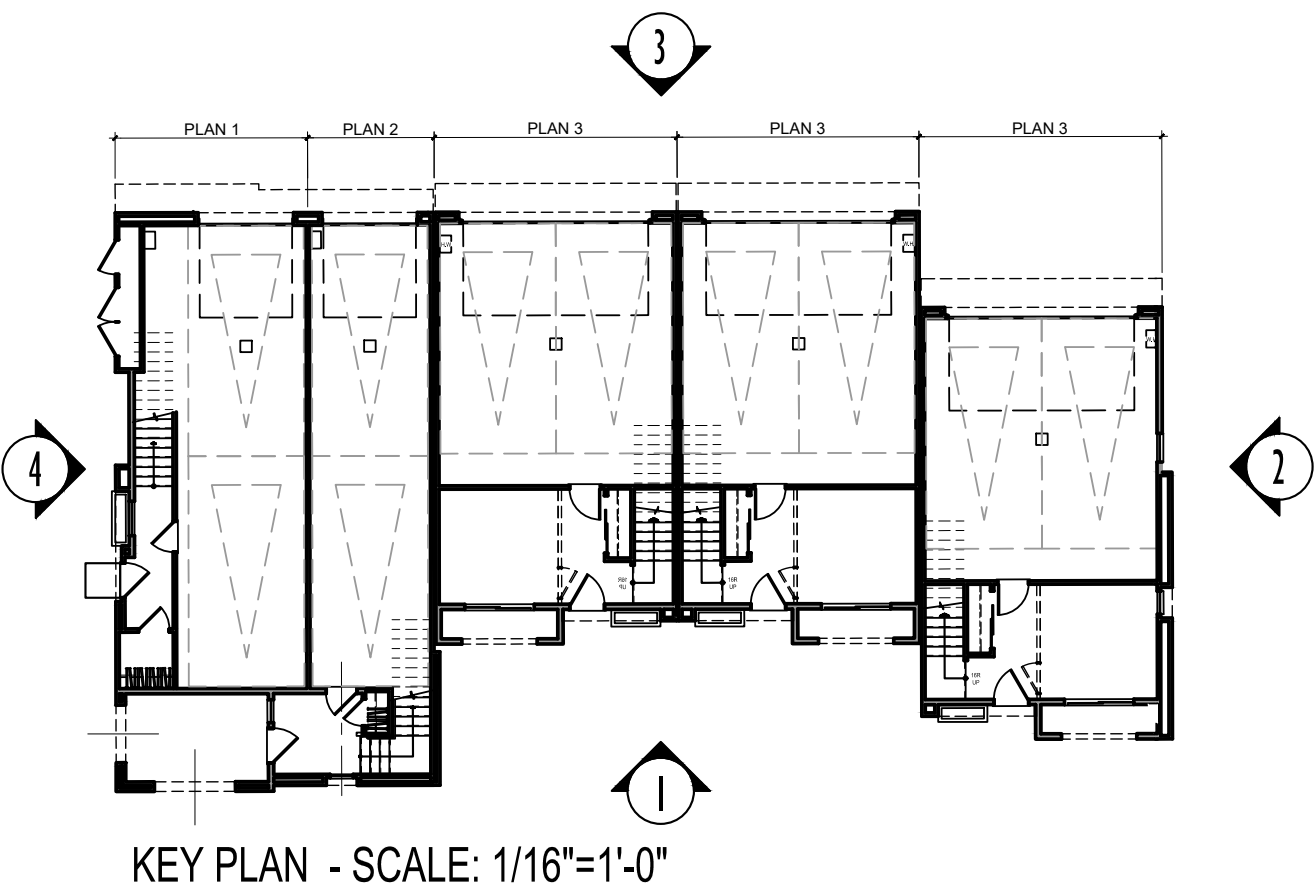 3
PLAN 1 PLAN 2 PLAN 3 PLAN 3 PLAN 3
W.H. W.H.
W.H.
4 2
16R 16R
UP UP
16R
UP
1
KEY PLAN - SCALE: 1/16"=1'-0"